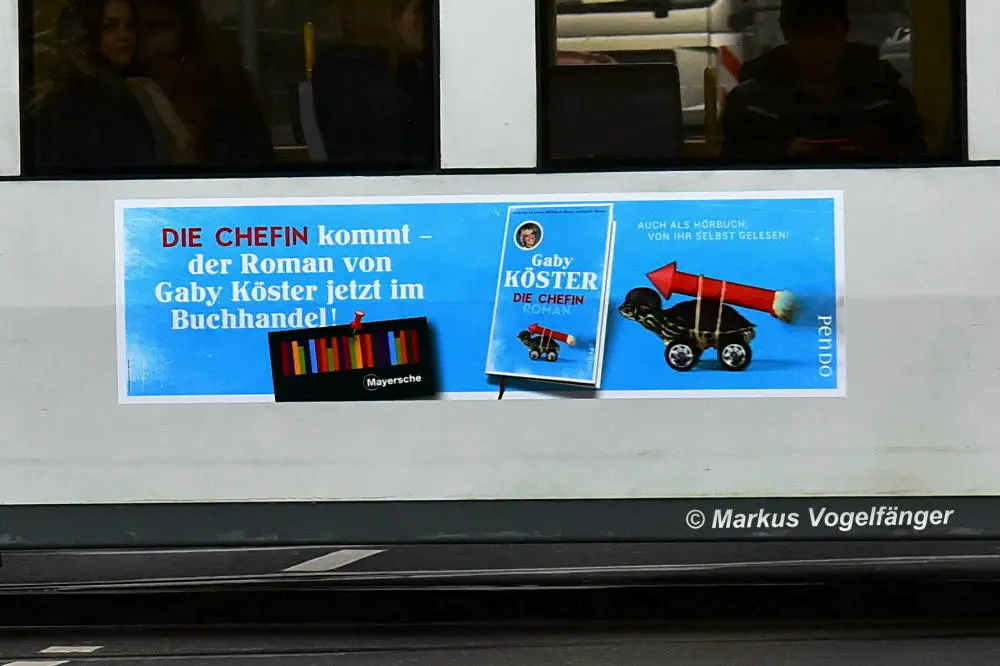 DIE CHEFIN kommt –
der Roman von
Gaby Köster jetzt im
Buchhandel!
Mayersche
Gaby
KÖSTER
DIE CHEFIN
ROMAN
PENDO
AUCH ALS HÖRBUCH,
VON IHR SELBST GELESEN!
PENDO
© Markus Vogelfänger